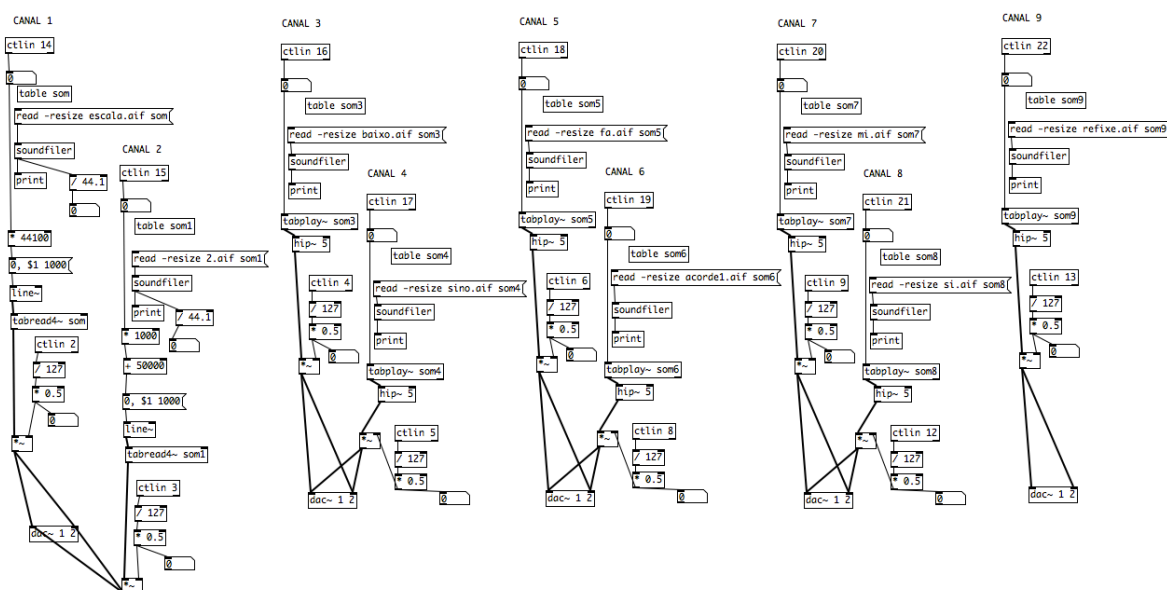 CANAL 1
ctlin 14
0
table som
read -resize escala.aif som
soundfiler
print
/ 44.1
0
* 44100
0, $1 1000
line~
tabread4~ som
ctlin 2
/ 127
* 0.5
0
*~
dac~ 1 2
CANAL 2
ctlin 15
0
table som1
read -resize 2.aif som1
soundfiler
print
/ 44.1
0
* 1000
+ 50000
0, $1 1000
line~
tabread4~ som1
ctlin 3
/ 127
* 0.5
0
*~
CANAL 3
ctlin 16
0
table som3
read -resize baixo.aif som3
soundfiler
print
tabplay~ som3
hip~ 5
ctlin 4
/ 127
* 0.5
0
*~
CANAL 4
ctlin 17
0
table som4
read -resize sino.aif som4
soundfiler
print
tabplay~ som4
hip~ 5
*~
ctlin 5
/ 127
* 0.5
0
dac~ 1 2
CANAL 5
ctlin 18
0
table som5
read -resize fa.aif som5
soundfiler
print
tabplay~ som5
hip~ 5
ctlin 6
/ 127
* 0.5
0
*~
CANAL 6
ctlin 19
0
table som6
read -resize acorde1.aif som6
soundfiler
print
tabplay~ som6
hip~ 5
*~
ctlin 8
/ 127
* 0.5
0
dac~ 1 2
CANAL 7
ctlin 20
0
table som7
read -resize mi.aif som7
soundfiler
print
tabplay~ som7
hip~ 5
ctlin 9
/ 127
* 0.5
0
*~
CANAL 8
ctlin 21
0
table som8
read -resize si.aif som8
soundfiler
print
tabplay~ som8
hip~ 5
*~
ctlin 12
/ 127
* 0.5
0
dac~ 1 2
CANAL 9
ctlin 22
0
table som9
read -resize refixe.aif som9
soundfiler
print
tabplay~ som9
hip~ 5
ctlin 13
/ 127
* 0.5
0
*~
dac~ 1 2